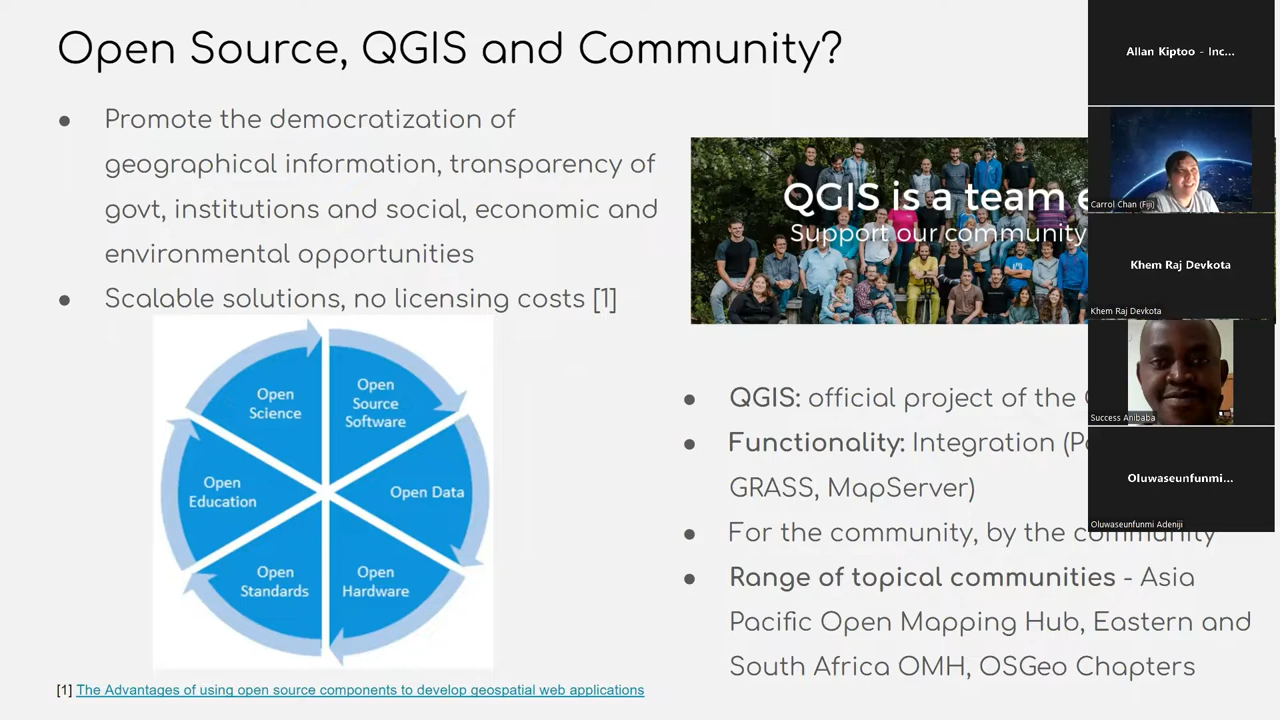 Open Source, QGIS and Community?
● Promote the democratization of
geographical information, transparency of
govt, institutions and social, economic and
environmental opportunities
● Scalable solutions, no licensing costs [1]
Open
Science
Open
Source
Software
Open
Education
Open Data
Open
Standards
Open
Hardware
[1] The Advantages of using open source components to develop geospatial web applications
QGIS is a team
Support our community
● QGIS: official project of the
● Functionality: Integration
GRASS, MapServer)
● For the community, by the community
● Range of topical communities - Asia
Pacific Open Mapping Hub, Eastern and
South Africa OMH, OSGeo Chapters
Allan Kiptoo - Inc...
Carrol Chan (Fiji)
Khem Raj Devkota
Khem Raj Devkota
Success Anibaba
Oluwaseunfunmi...
Oluwaseunfunmi Adeniji